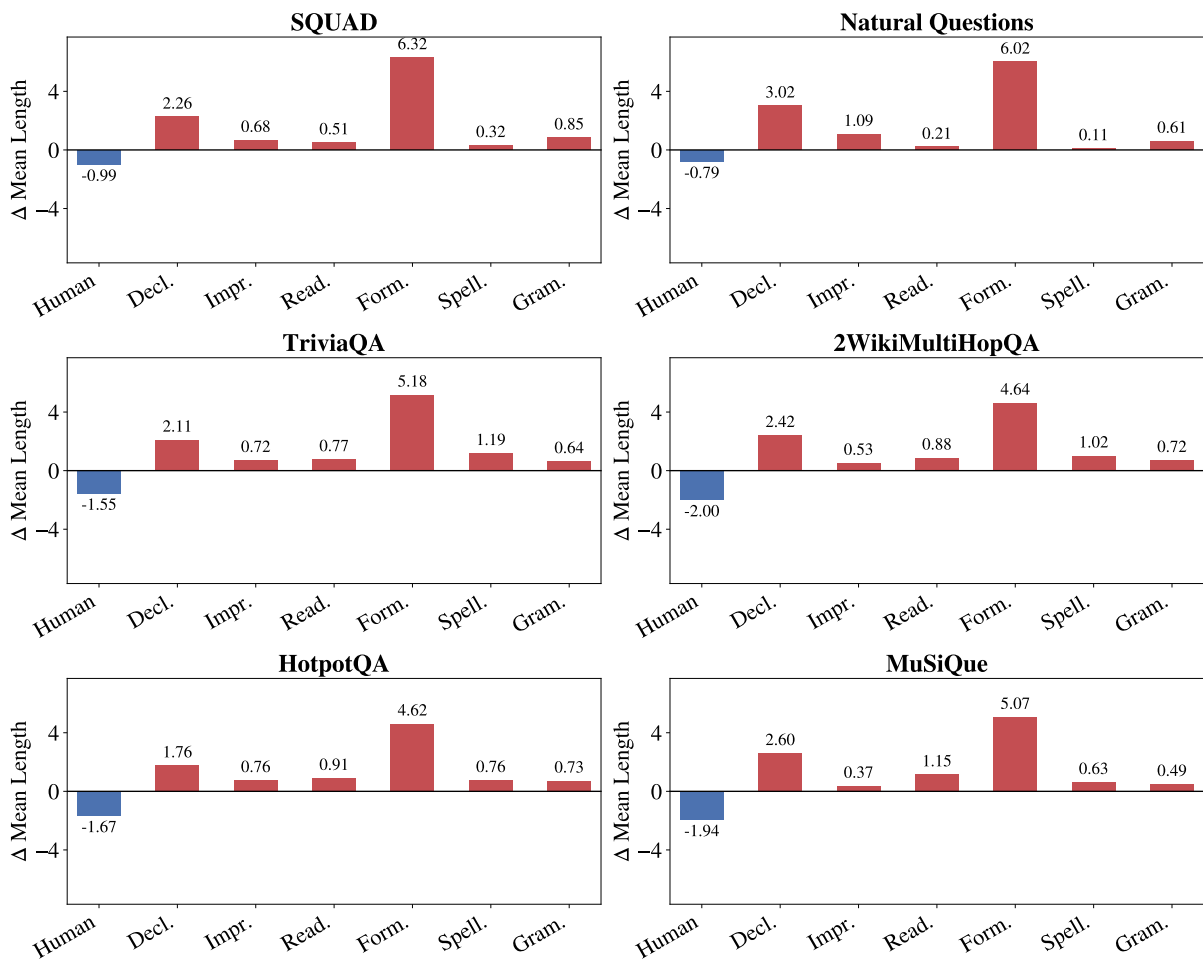 SQUAD
6.32
4
2.26
0.68
0.51
0.32
0.85
0
-0.99
−4
Δ Mean Length
Human
Decl.
Impr.
Read.
Form.
Spell.
Gram.
Natural Questions
6.02
4
3.02
1.09
0.21
0.11
0.61
0
-0.79
−4
Δ Mean Length
Human
Decl.
Impr.
Read.
Form.
Spell.
Gram.
TriviaQA
5.18
4
2.11
0.72
0.77
1.19
0.64
0
-1.55
−4
Δ Mean Length
Human
Decl.
Impr.
Read.
Form.
Spell.
Gram.
2WikiMultiHopQA
4.64
4
2.42
0.53
0.88
1.02
0.72
0
-2.00
−4
Δ Mean Length
Human
Decl.
Impr.
Read.
Form.
Spell.
Gram.
HotpotQA
4.62
4
1.76
0.76
0.91
0.76
0.73
0
-1.67
−4
Δ Mean Length
Human
Decl.
Impr.
Read.
Form.
Spell.
Gram.
MuSiQue
5.07
4
2.60
0.37
1.15
0.63
0.49
0
-1.94
−4
Δ Mean Length
Human
Decl.
Impr.
Read.
Form.
Spell.
Gram.